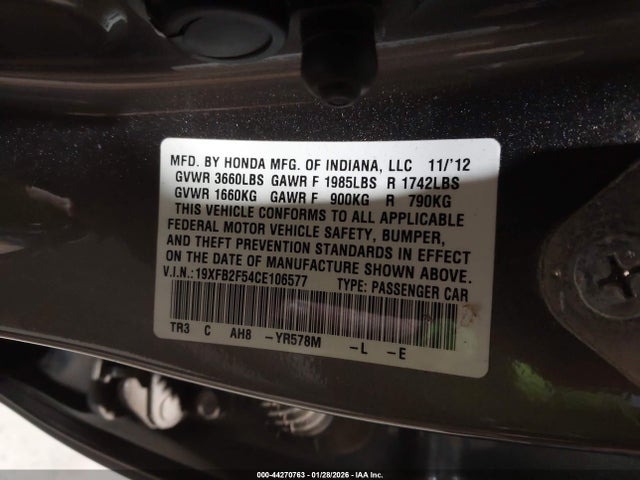 MFD. BY HONDA MFG. OF INDIANA, LLC 11/'12
GVWR 3660LBS GAWR F 1985LBS R 1742LBS
GVWR 1660KG GAWR F 900KG R 790KG
THIS VEHICLE CONFORMS TO ALL APPLICABLE
FEDERAL MOTOR VEHICLE SAFETY, BUMPER,
AND THEFT PREVENTION STANDARDS IN EFFECT
ON THE DATE OF MANUFACTURE SHOWN ABOVE.
V.I.N.:19XFB2F54CE106577 TYPE: PASSENGER CAR
TR3 C AH8 -YR578M -L -E
000-44270763 - 01/28/2026 - IAA Inc.